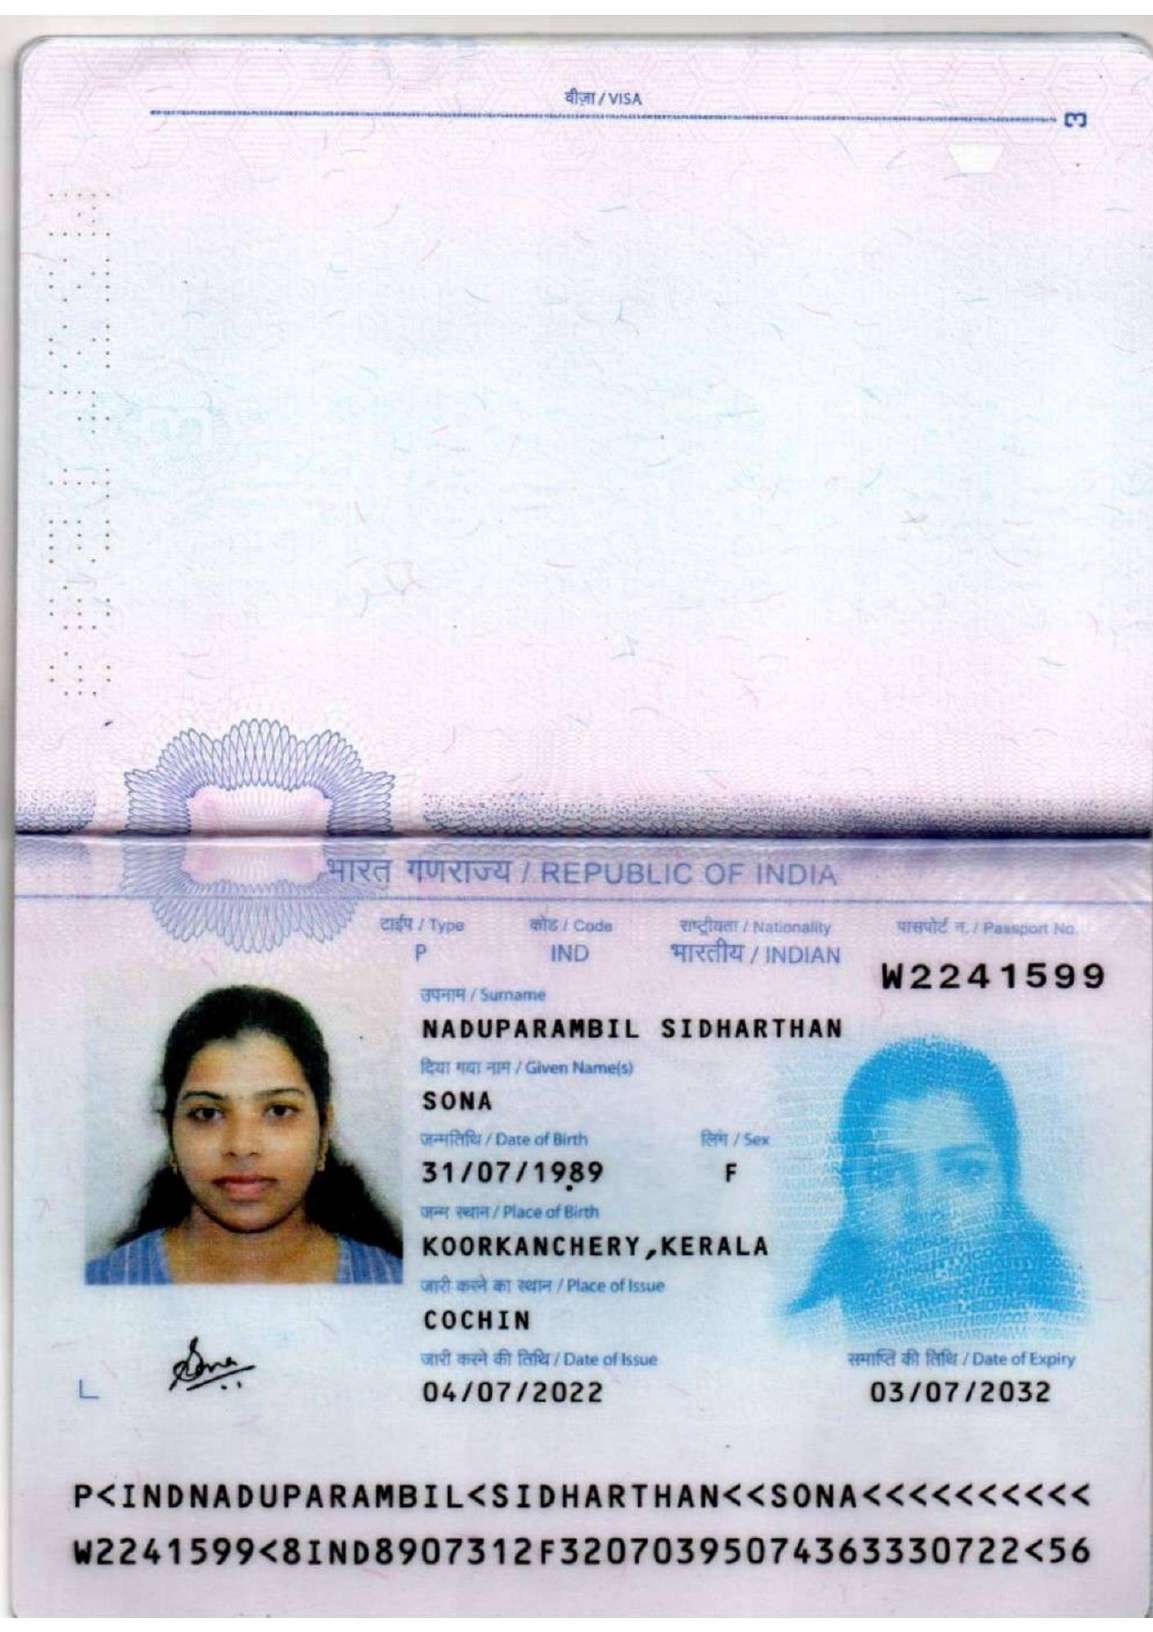 वीज़ा / VISA
3
भारत गणराज्य / REPUBLIC OF INDIA
टाईप / Type कोड / Code राष्ट्रीयता / Nationality पासपोर्ट न. / Passport No.
P IND भारतीय / INDIAN W2241599
उपनाम / Surname
NADUPARAMBIL SIDHARTHAN
दिया गया नाम / Given Name(s)
SONA
जन्मतिथि / Date of Birth लिंग / Sex
31/07/1989 F
जन्म स्थान / Place of Birth
KOORKANCHERY,KERALA
जारी करने का स्थान / Place of Issue
COCHIN
जारी करने की तिथि / Date of Issue समाप्ति की तिथि / Date of Expiry
04/07/2022 03/07/2032
Sona
P<INDNADUPARAMBIL<SIDHARTHAN<<SONA<<<<<<<<<<
W2241599<8IND8907312F32070395074363330722<56